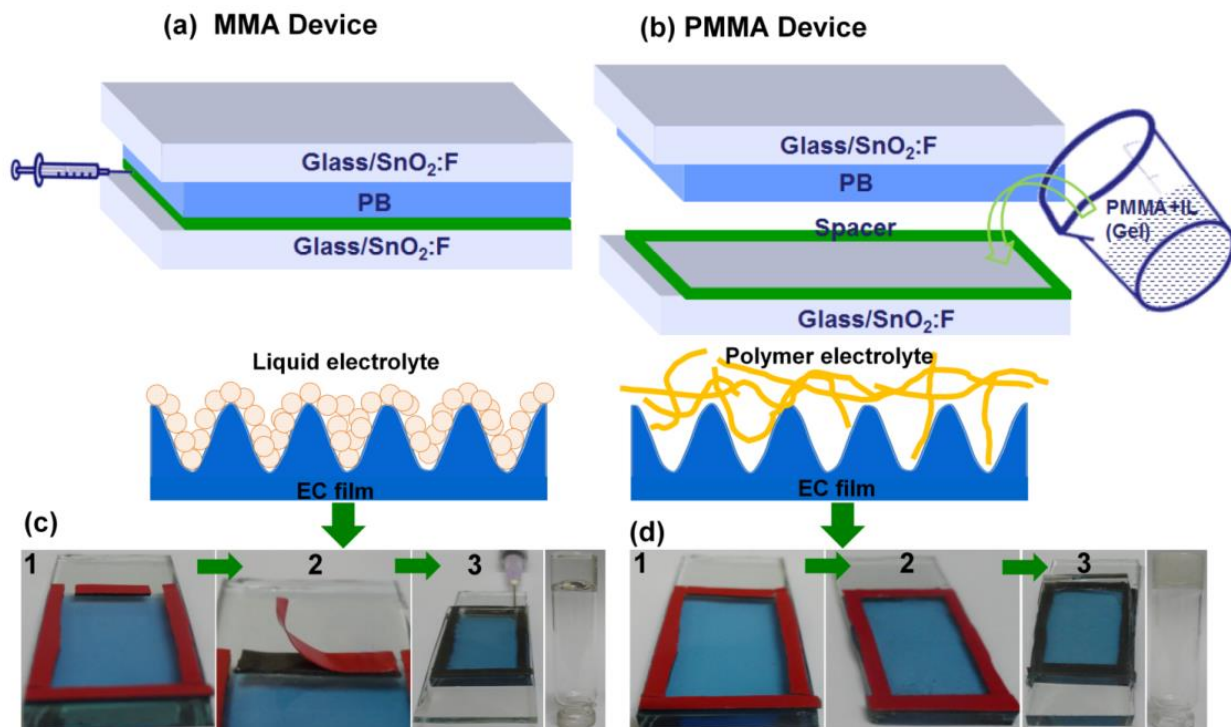 (a) MMA Device
Glass/SnO₂:F
PB
Glass/SnO₂:F
(b) PMMA Device
Glass/SnO₂:F
PB
Spacer
PMMA+IL
(Gel)
Glass/SnO₂:F
Liquid electrolyte
EC film
Polymer electrolyte
EC film
(c)
1
2
3
(d)
1
2
3